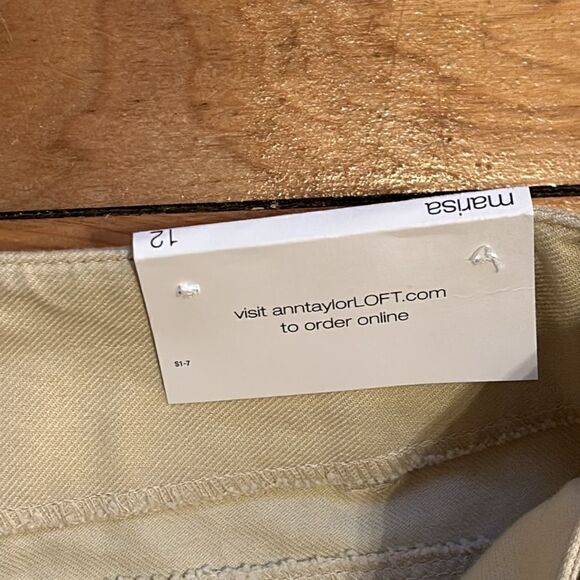 marisa
12
visit anntaylorLOFT.com
to order online
S1-7